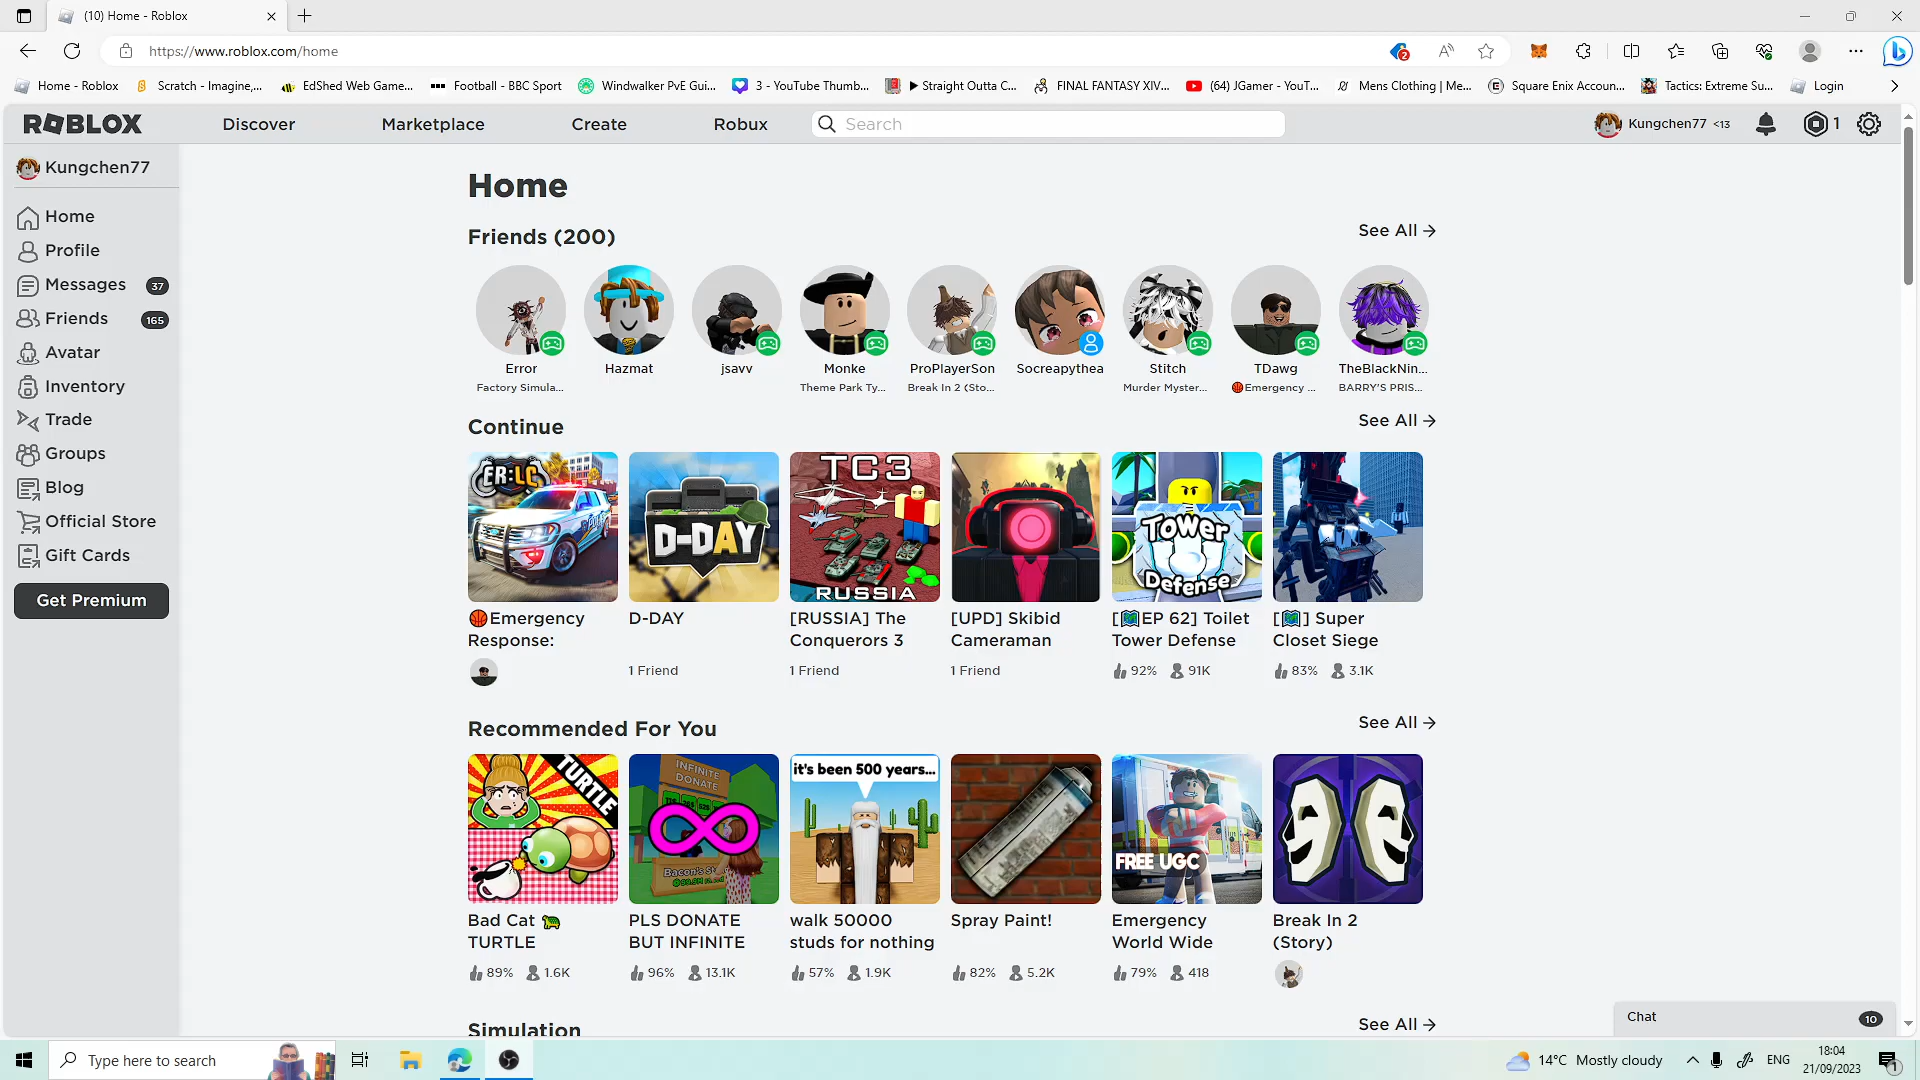 (10) Home - Roblox
https://www.roblox.com/home
2
Home - Roblox
Scratch - Imagine,...
EdShed Web Game...
Football - BBC Sport
Windwalker PvE Gui...
3 - YouTube Thumb...
▶ Straight Outta C...
FINAL FANTASY XIV...
(64) JGamer - YouT...
Mens Clothing | Me...
Square Enix Accoun...
Tactics: Extreme Su...
Login
ROBLOX
Discover
Marketplace
Create
Robux
Search
Kungchen77 <13
1
Kungchen77
Home
Profile
Messages 37
Friends 165
Avatar
Inventory
Trade
Groups
Blog
Official Store
Gift Cards
Get Premium
Home
Friends (200)
See All →
Error
Hazmat
jsavv
Monke
ProPlayerSon
Socreapythea
Stitch
TDawg
TheBlackNin...
Factory Simula...
Theme Park Ty...
Break In 2 (Sto...
Murder Myster...
🏀Emergency ...
BARRY'S PRIS...
Continue
See All →
ER:LC
D-DAY
TC3
RUSSIA
Tower
Defense
🏀Emergency
Response:
D-DAY
1 Friend
[RUSSIA] The
Conquerors 3
1 Friend
[UPD] Skibid
Cameraman
1 Friend
[🗺️EP 62] Toilet
Tower Defense
92% 91K
[🗺️] Super
Closet Siege
83% 3.1K
Recommended For You
See All →
TURTLE
INFINITE
DONATE
Bacon's
it's been 500 years...
FREE UGC
Bad Cat 🐢
TURTLE
89% 1.6K
PLS DONATE
BUT INFINITE
96% 13.1K
walk 50000
studs for nothing
57% 1.9K
Spray Paint!
82% 5.2K
Emergency
World Wide
79% 418
Break In 2
(Story)
Simulation
See All →
Chat 10
Type here to search
14°C Mostly cloudy
ENG
18:04
21/09/2023
1